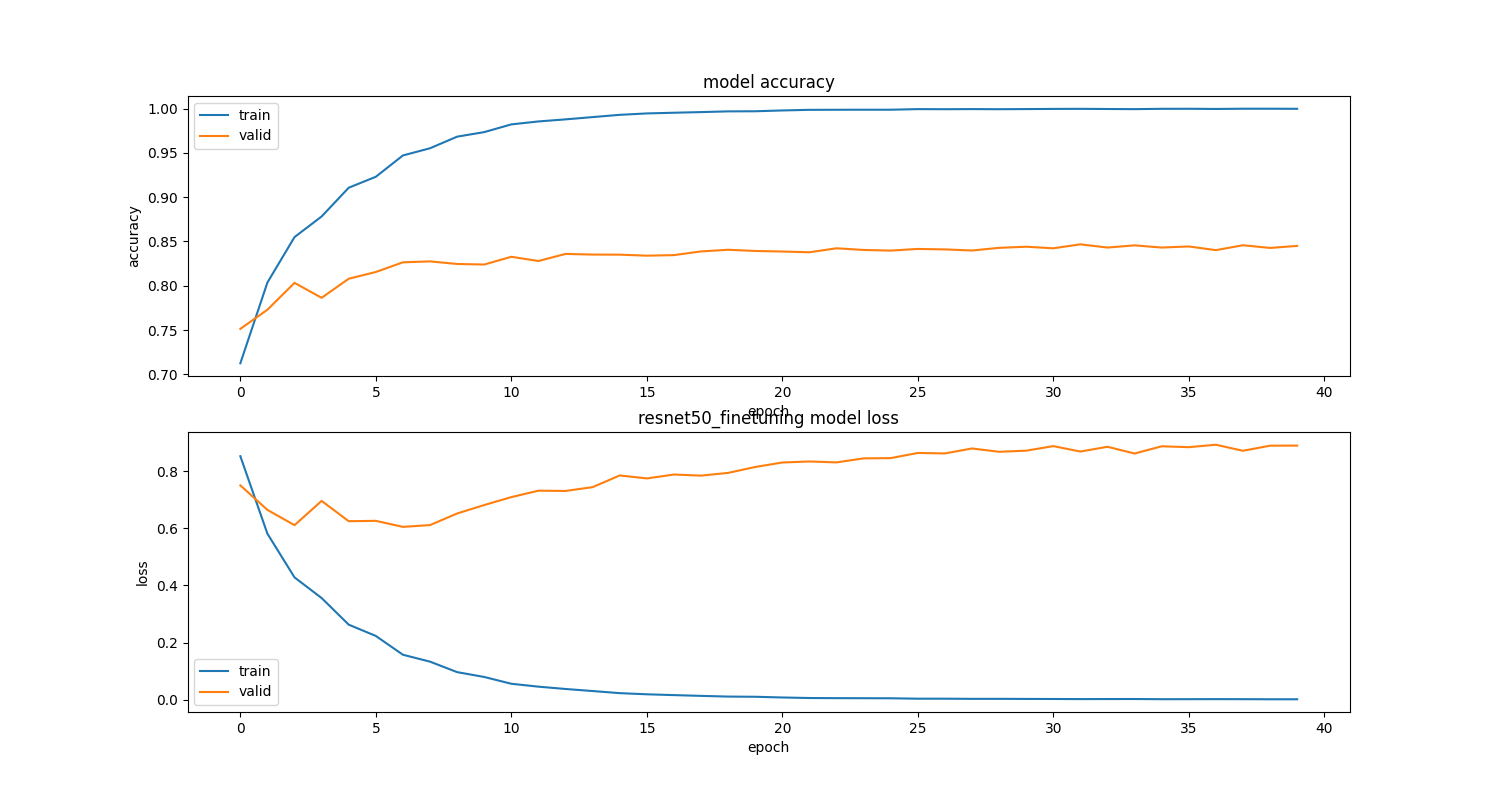 model accuracy
train
valid
1.00
0.95
0.90
0.85
0.80
0.75
0.70
accuracy
0 5 10 15 20 25 30 35 40
epoch
resnet50_finetuning model loss
0.8
0.6
0.4
0.2
0.0
loss
train
valid
0 5 10 15 20 25 30 35 40
epoch